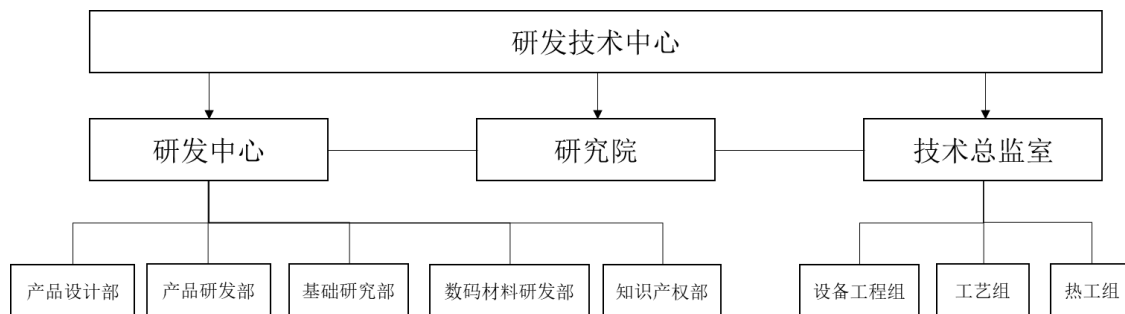 研发技术中心
研发中心
研究院
技术总监室
产品设计部
产品研发部
基础研究部
数码材料研发部
知识产权部
设备工程组
工艺组
热工组